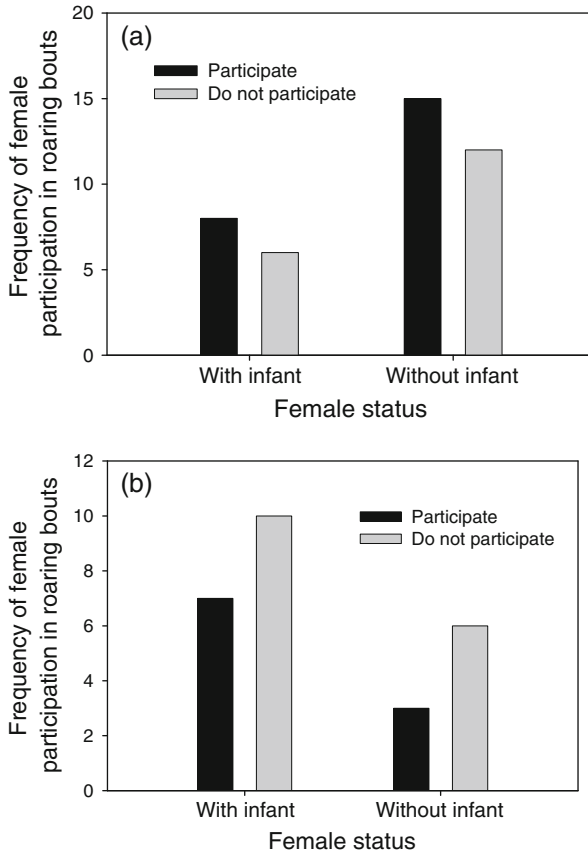 (a)
Participate
Do not participate
Frequency of female
participation in roaring bouts
20
15
10
5
0
With infant
Without infant
Female status
(b)
Participate
Do not participate
Frequency of female
participation in roaring bouts
12
10
8
6
4
2
0
With infant
Without infant
Female status